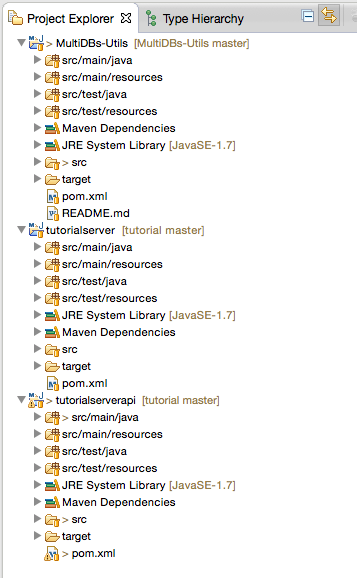 Project Explorer Type Hierarchy
> MultiDBs-Utils [MultiDBs-Utils master]
src/main/java
src/main/resources
src/test/java
src/test/resources
Maven Dependencies
JRE System Library [JavaSE-1.7]
> src
target
pom.xml
README.md
tutorialserver [tutorial master]
src/main/java
src/main/resources
src/test/java
src/test/resources
JRE System Library [JavaSE-1.7]
Maven Dependencies
src
target
pom.xml
> tutorialserverapi [tutorial master]
> src/main/java
src/main/resources
src/test/java
src/test/resources
JRE System Library [JavaSE-1.7]
Maven Dependencies
> src
target
> pom.xml